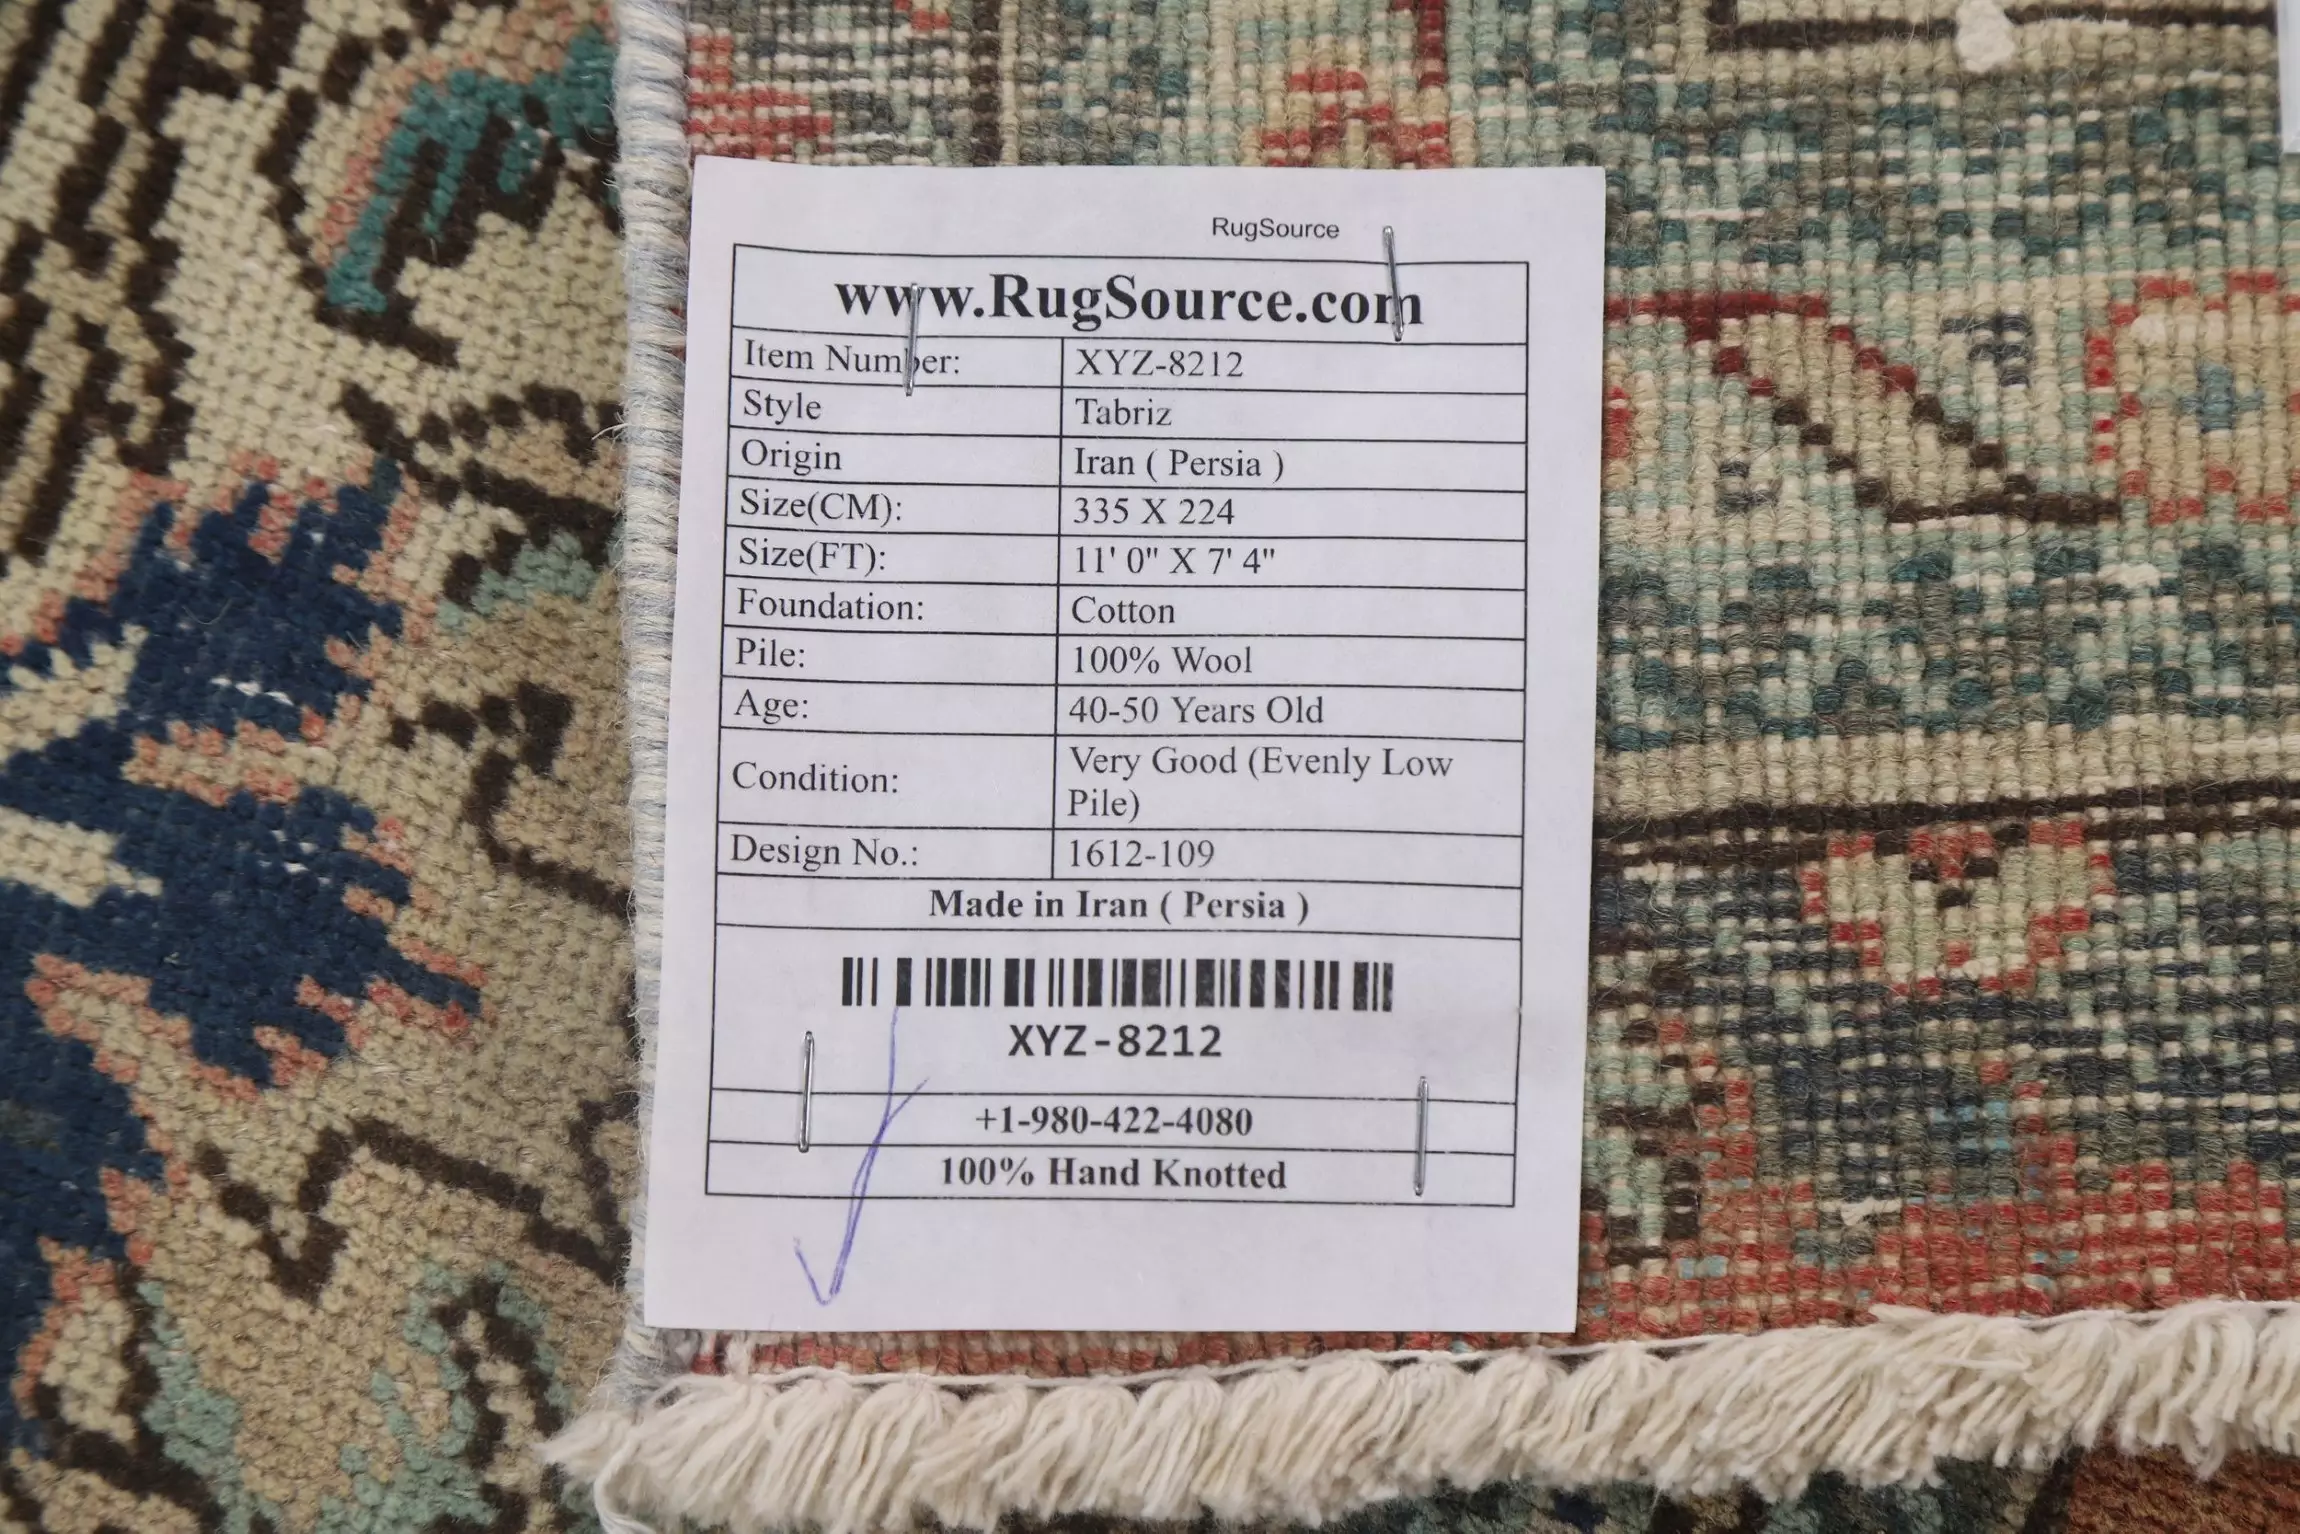 RugSource
www.RugSource.com
Item Number: XYZ-8212
Style Tabriz
Origin Iran ( Persia )
Size(CM): 335 X 224
Size(FT): 11' 0" X 7' 4"
Foundation: Cotton
Pile: 100% Wool
Age: 40-50 Years Old
Condition: Very Good (Evenly Low
Pile)
Design No.: 1612-109
Made in Iran ( Persia )
XYZ-8212
+1-980-422-4080
100% Hand Knotted